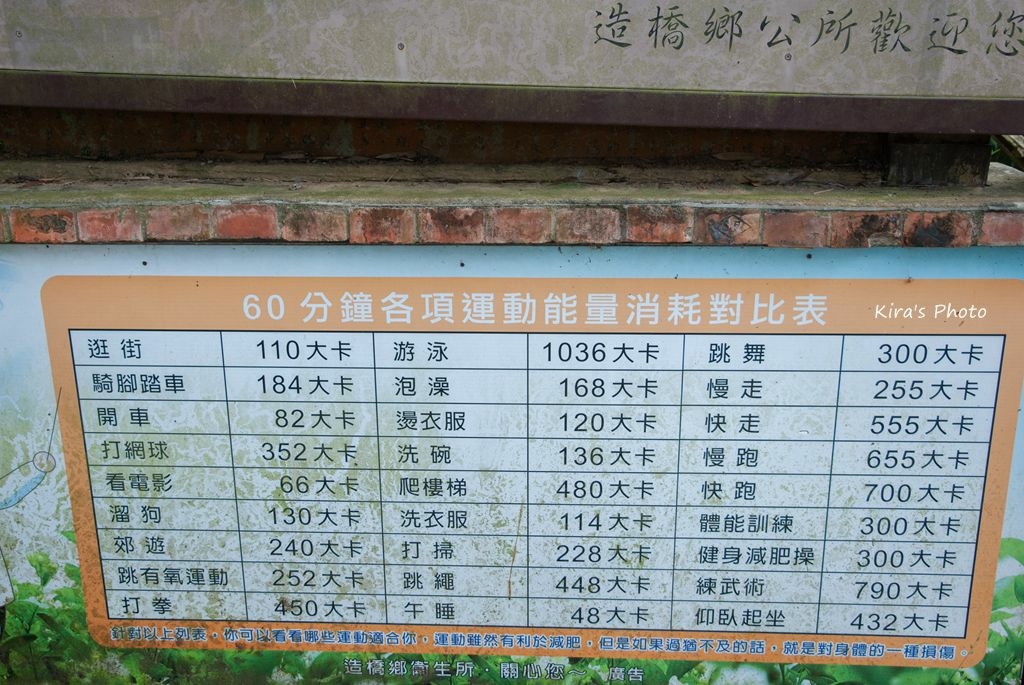 造橋鄉公所歡迎您
60分鐘各項運動能量消耗對比表
Kira's Photo
逛街 110大卡 游泳 1036大卡 跳舞 300大卡
騎腳踏車 184大卡 泡澡 168大卡 慢走 255大卡
開車 82大卡 燙衣服 120大卡 快走 555大卡
打網球 352大卡 洗碗 136大卡 慢跑 655大卡
看電影 66大卡 爬樓梯 480大卡 快跑 700大卡
溜狗 130大卡 洗衣服 114大卡 體能訓練 300大卡
郊遊 240大卡 打掃 228大卡 健身減肥操 300大卡
跳有氧運動 252大卡 跳繩 448大卡 練武術 790大卡
打拳 450大卡 午睡 48大卡 仰臥起坐 432大卡
針對以上列表，你可以看看哪些運動適合你，運動雖然有利於減肥，但是如果過猶不及的話，就是對身體的一種損傷。
造橋鄉衛生所・關心您～ 廣告